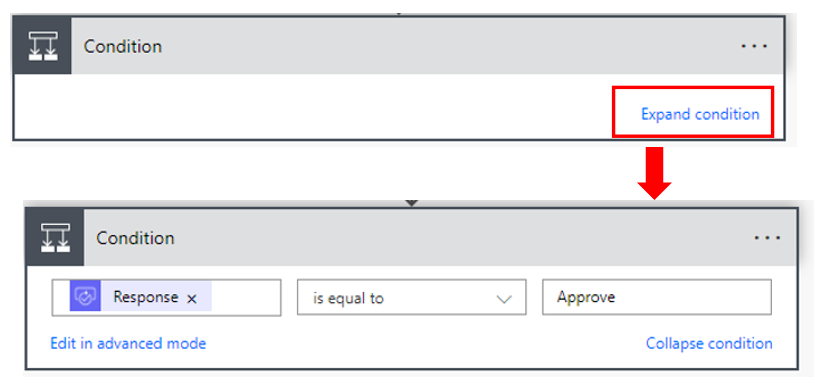 Condition
Expand condition
Condition
Response x is equal to Approve
Edit in advanced mode Collapse condition